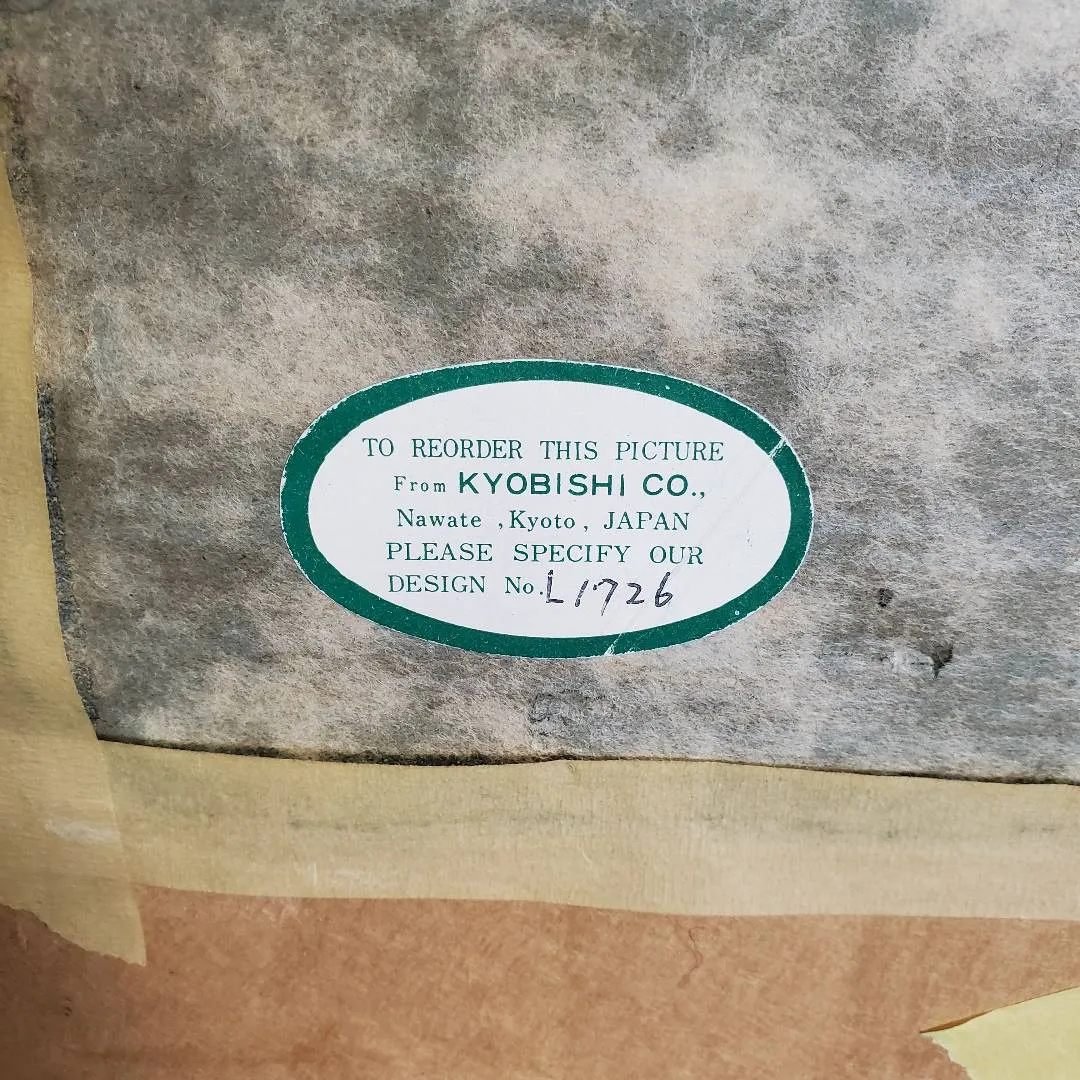 TO REORDER THIS PICTURE
From KYOBISHI CO.,
Nawate , Kyoto , JAPAN
PLEASE SPECIFY OUR
DESIGN No. L1726